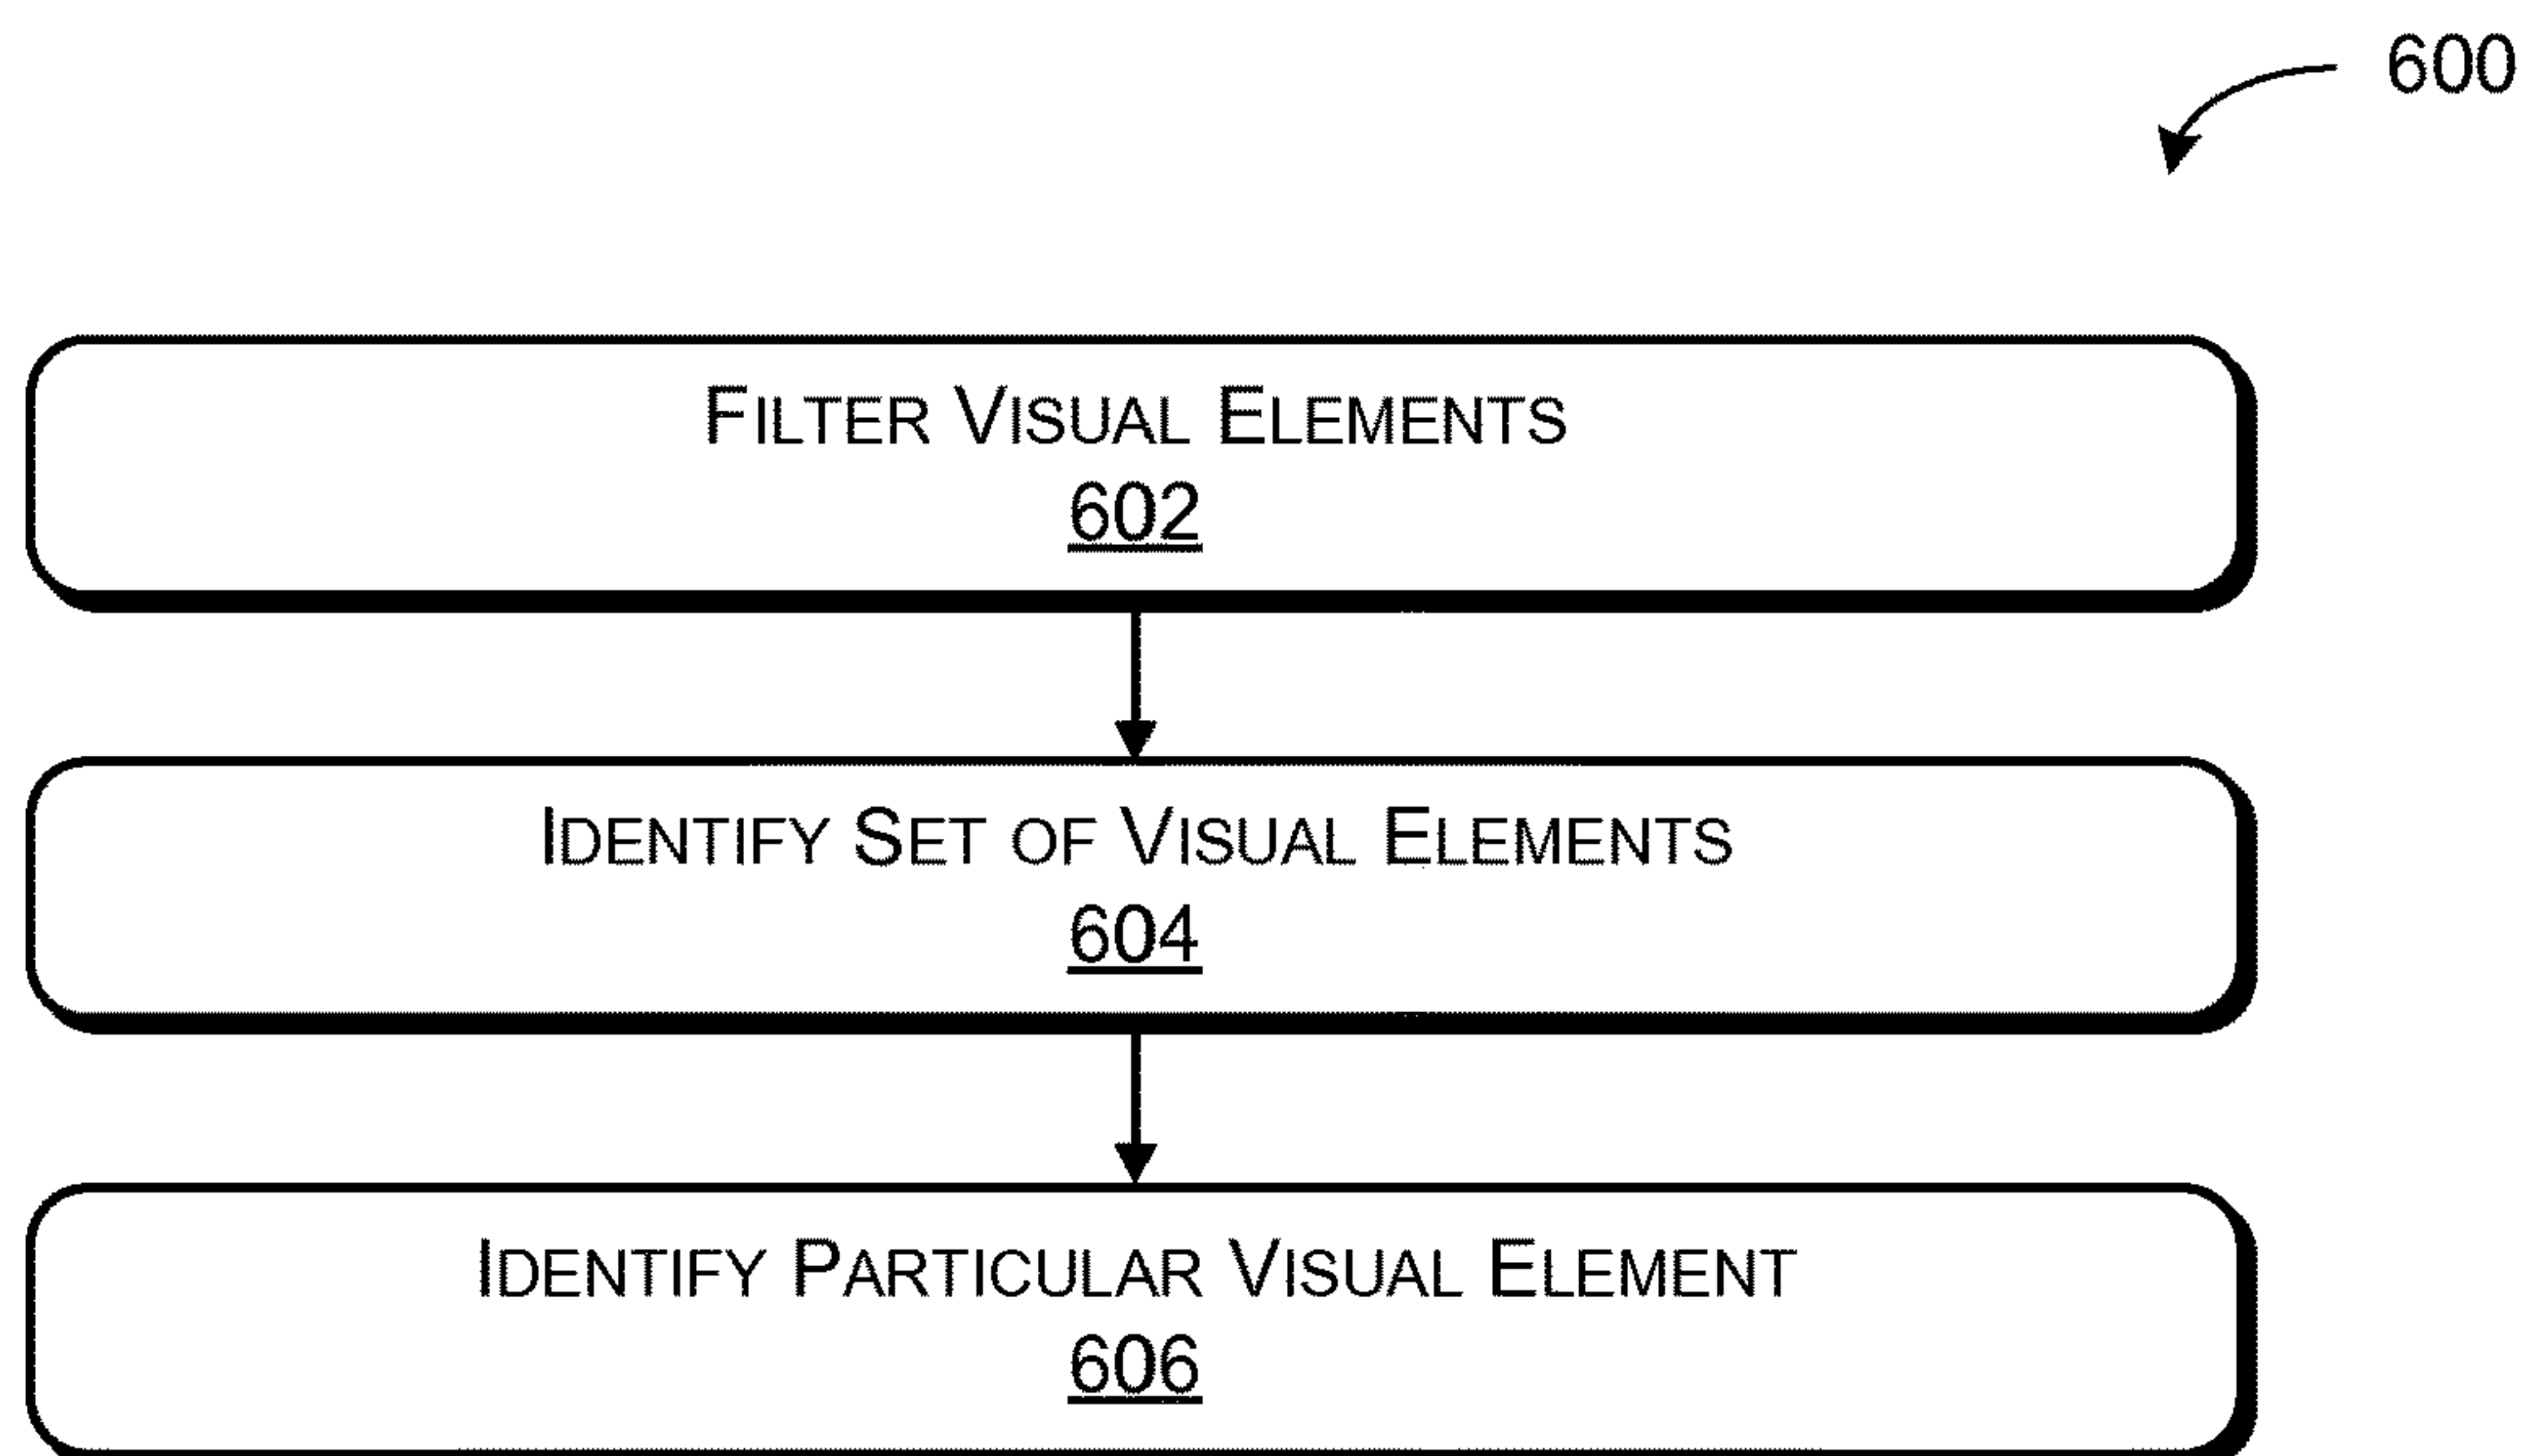 600
FILTER VISUAL ELEMENTS
602
IDENTIFY SET OF VISUAL ELEMENTS
604
IDENTIFY PARTICULAR VISUAL ELEMENT
606